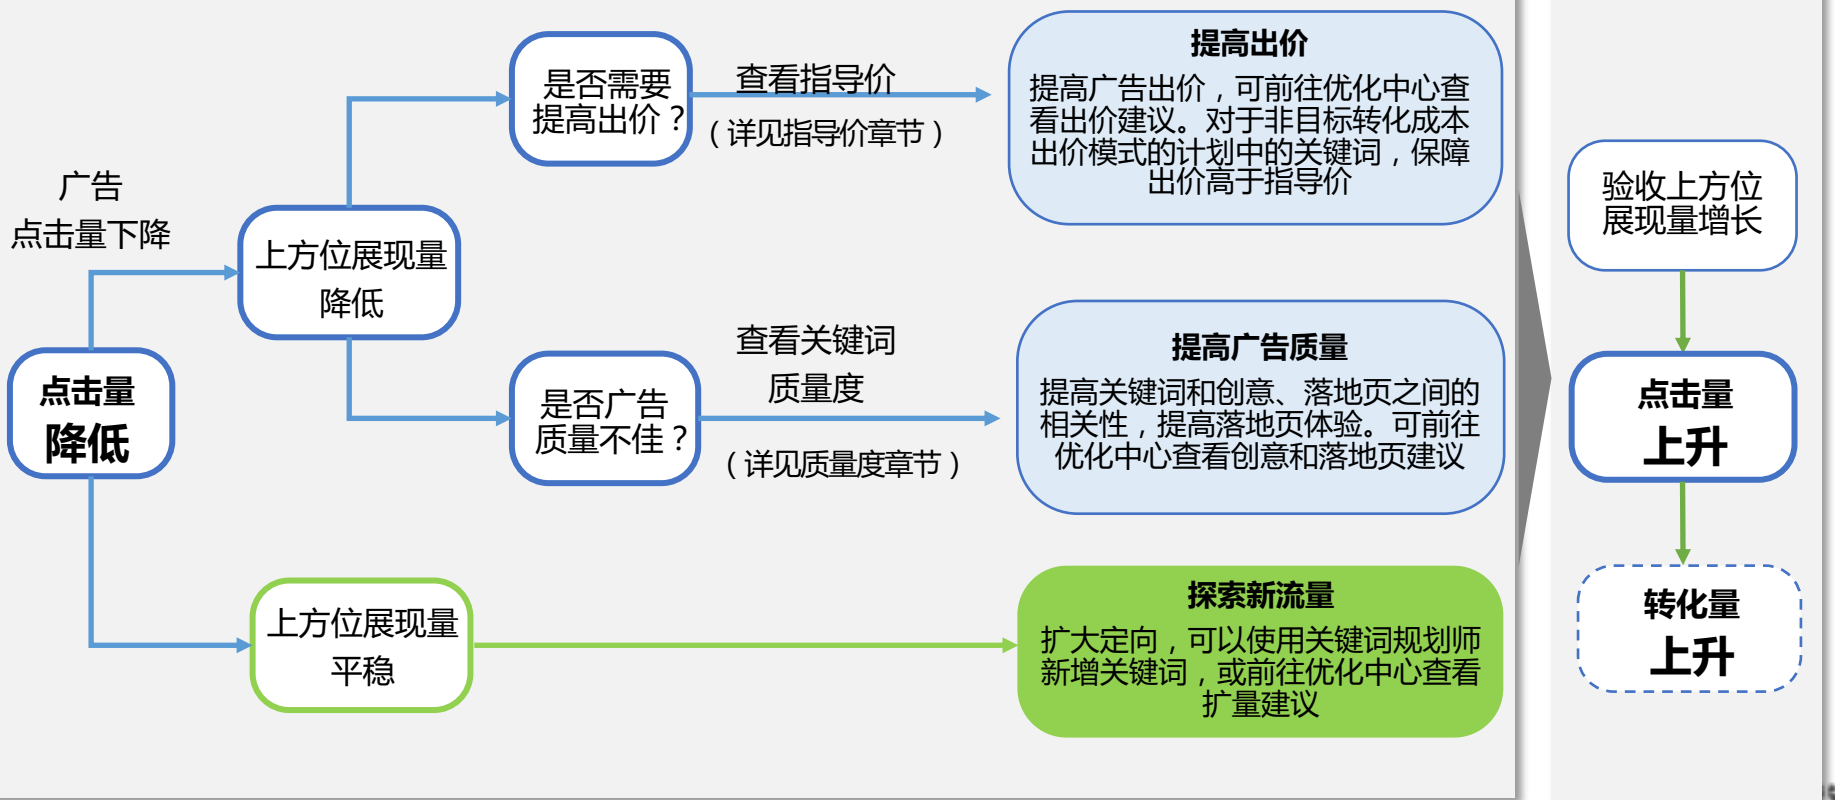 广告
点击量下降
点击量
降低
上方位展现量
降低
是否需要
提高出价？
查看指导价
（详见指导价章节）
提高出价
提高广告出价，可前往优化中心查
看出价建议。对于非目标转化成本
出价模式的计划中的关键词，保障
出价高于指导价
是否广告
质量不佳？
查看关键词
质量度
（详见质量度章节）
提高广告质量
提高关键词和创意、落地页之间的
相关性，提高落地页体验。可前往
优化中心查看创意和落地页建议
上方位展现量
平稳
探索新流量
扩大定向，可以使用关键词规划师
新增关键词，或前往优化中心查看
扩量建议
验收上方位
展现量增长
点击量
上升
转化量
上升